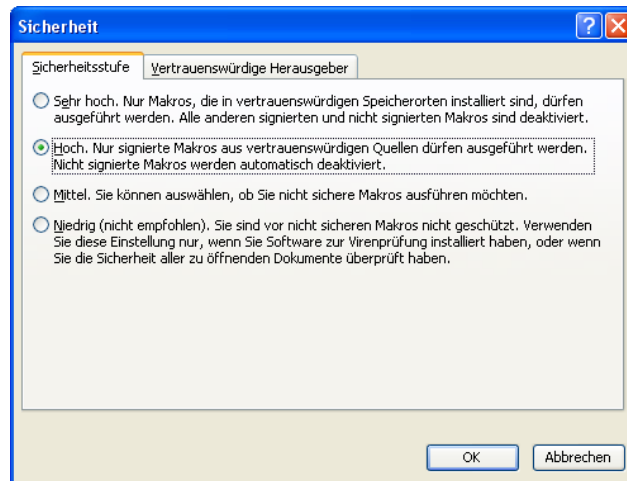 Sicherheit
Sicherheitsstufe
Vertrauenswürdige Herausgeber
Sehr hoch. Nur Makros, die in vertrauenswürdigen Speicherorten installiert sind, dürfen
ausgeführt werden. Alle anderen signierten und nicht signierten Makros sind deaktiviert.
Hoch. Nur signierte Makros aus vertrauenswürdigen Quellen dürfen ausgeführt werden.
Nicht signierte Makros werden automatisch deaktiviert.
Mittel. Sie können auswählen, ob Sie nicht sichere Makros ausführen möchten.
Niedrig (nicht empfohlen). Sie sind vor nicht sicheren Makros nicht geschützt. Verwenden
Sie diese Einstellung nur, wenn Sie Software zur Virenprüfung installiert haben, oder wenn
Sie die Sicherheit aller zu öffnenden Dokumente überprüft haben.
OK
Abbrechen